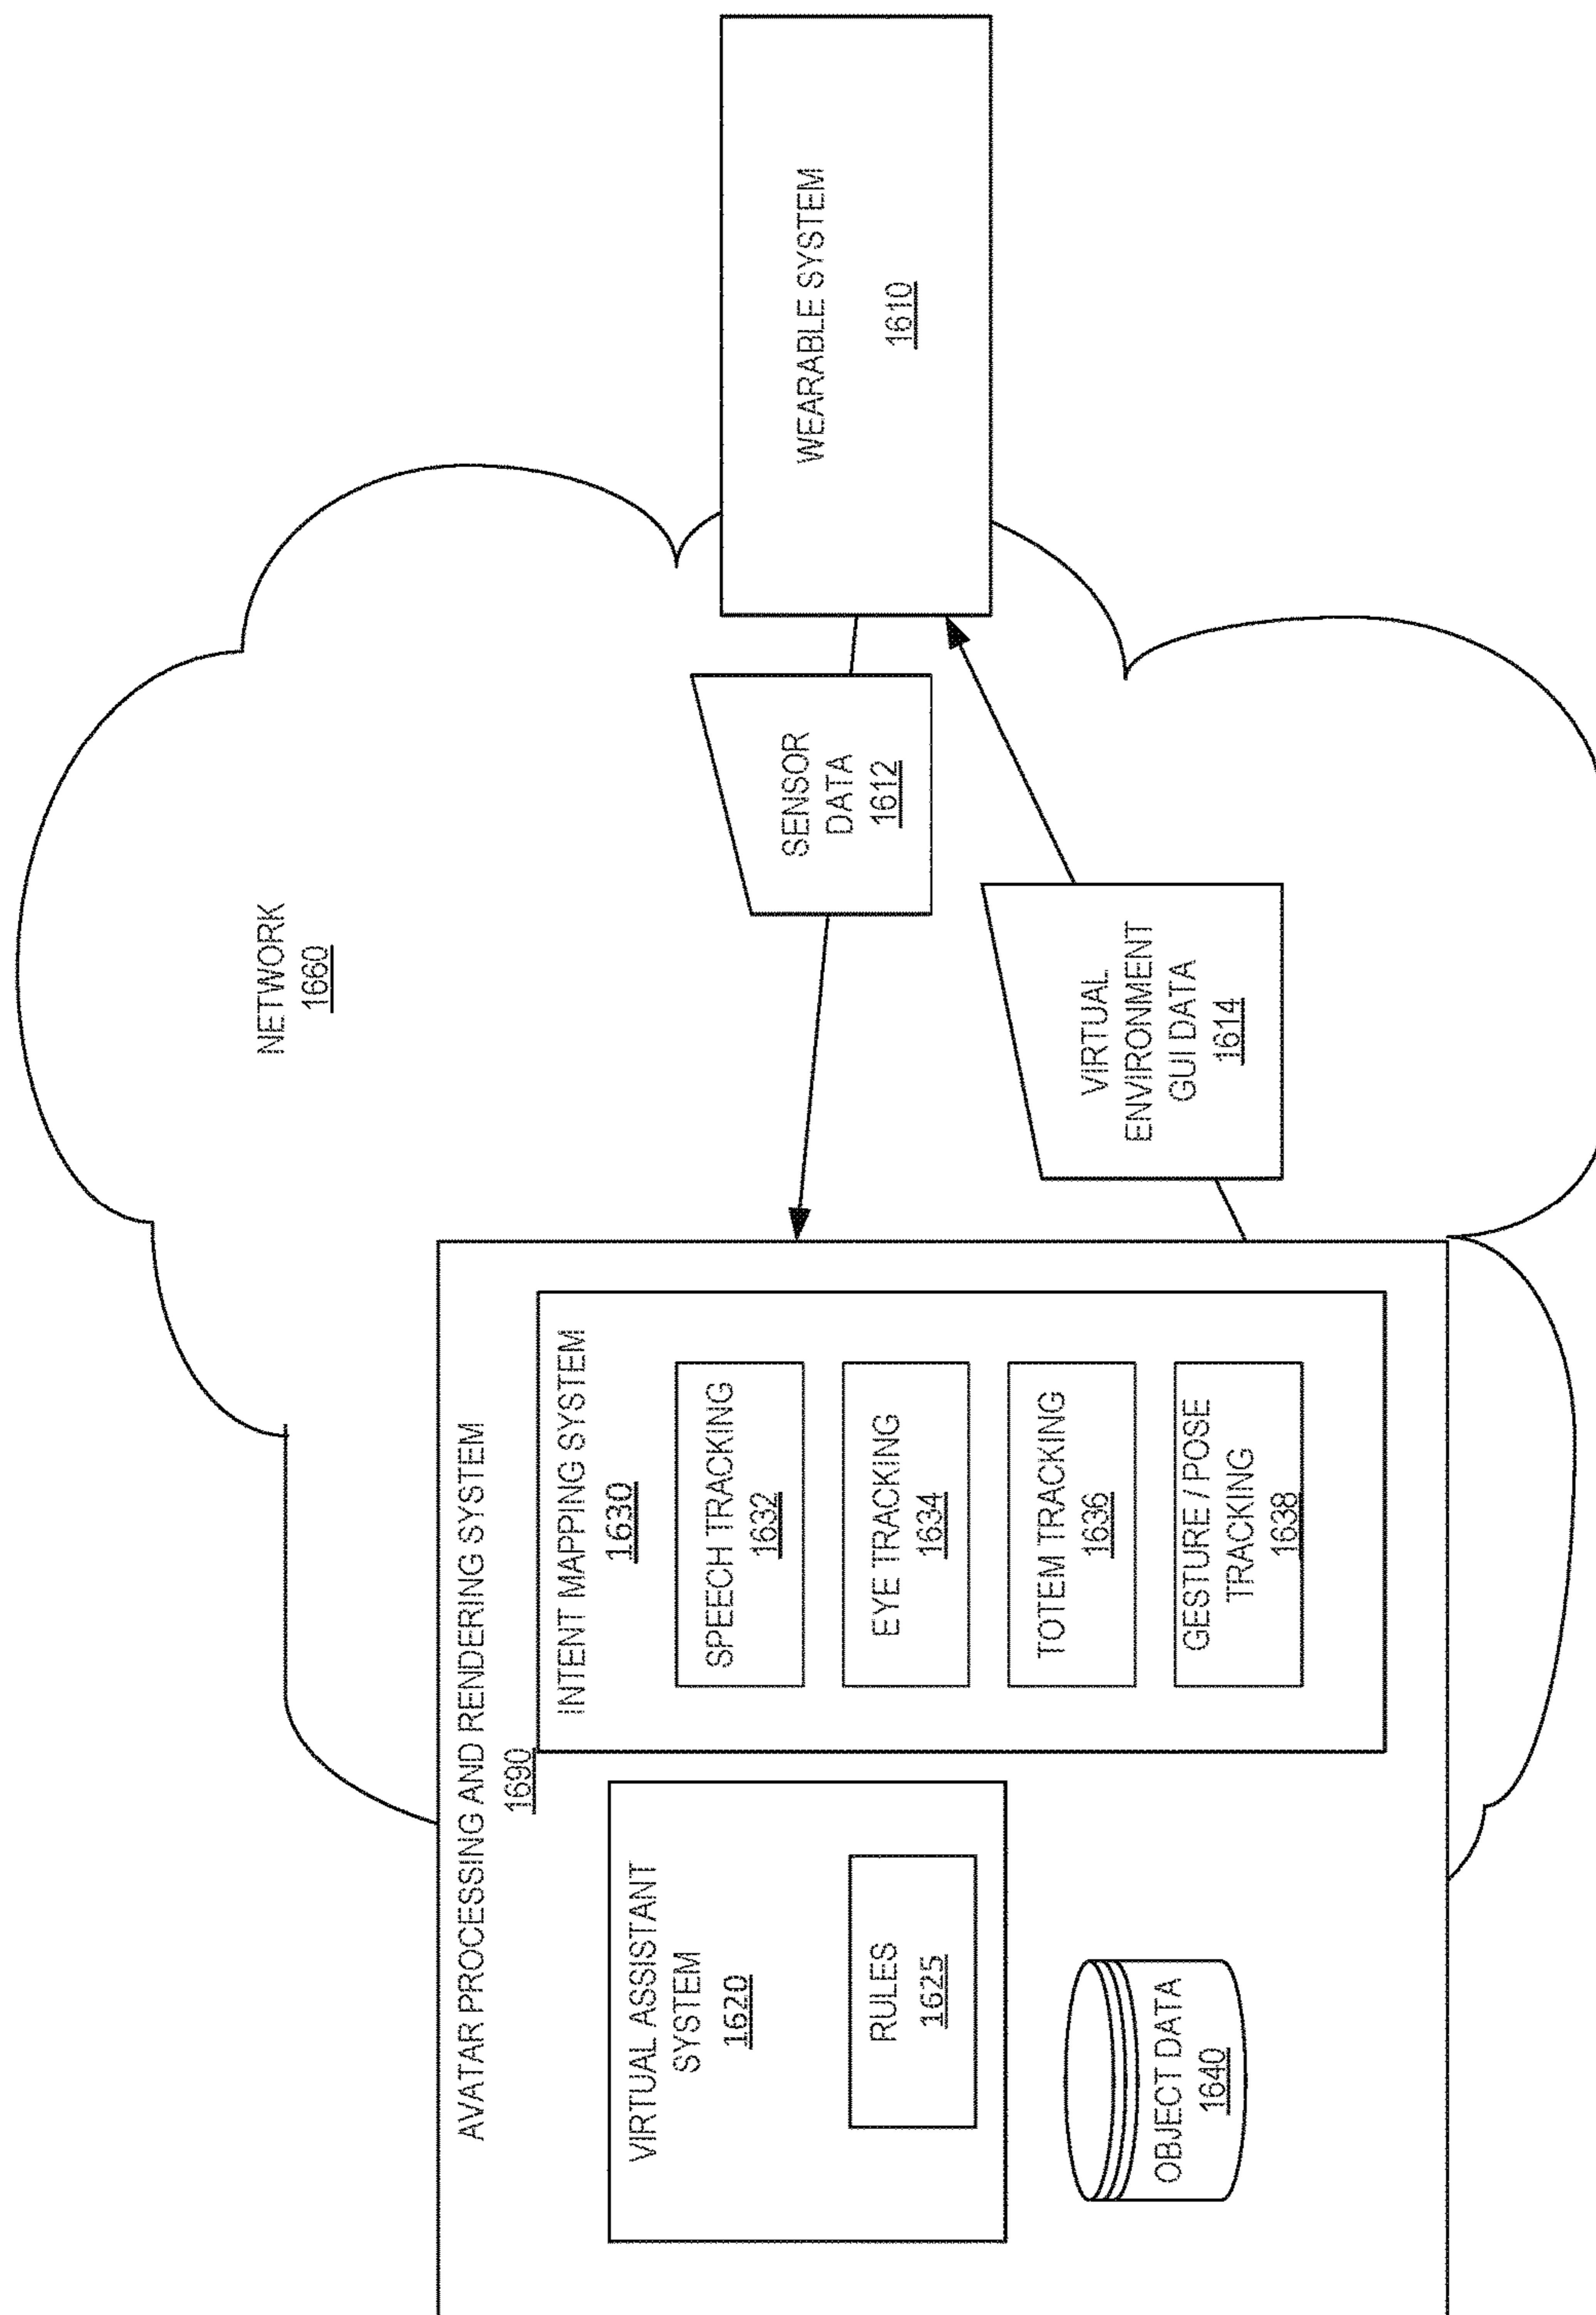 AVATAR PROCESSING AND RENDERING SYSTEM
1690
VIRTUAL ASSISTANT
SYSTEM
1620
RULES
1625
OBJECT DATA
1640
INTENT MAPPING SYSTEM
1630
SPEECH TRACKING
1632
EYE TRACKING
1634
TOTEM TRACKING
1636
GESTURE / POSE
TRACKING
1638
NETWORK
1660
SENSOR
DATA
1612
VIRTUAL
ENVIRONMENT
GUI DATA
1614
WEARABLE SYSTEM
1610